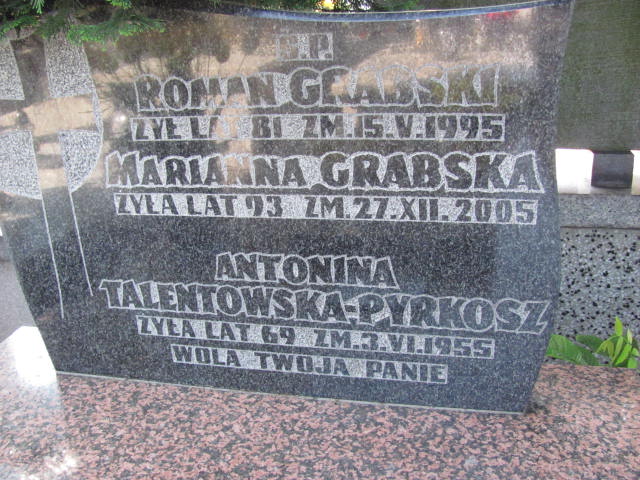 P.P.
ROMAN GRABSKI
ŻYŁ LAT 81 ZM.15.V.1995
MARIANNA GRABSKA
ŻYŁA LAT 93 ZM.27.XII.2005
ANTONINA
TALENTOWSKA-PYRKOSZ
ŻYŁA LAT 69 ZM.3.VI.1955
WOLA TWOJA PANIE